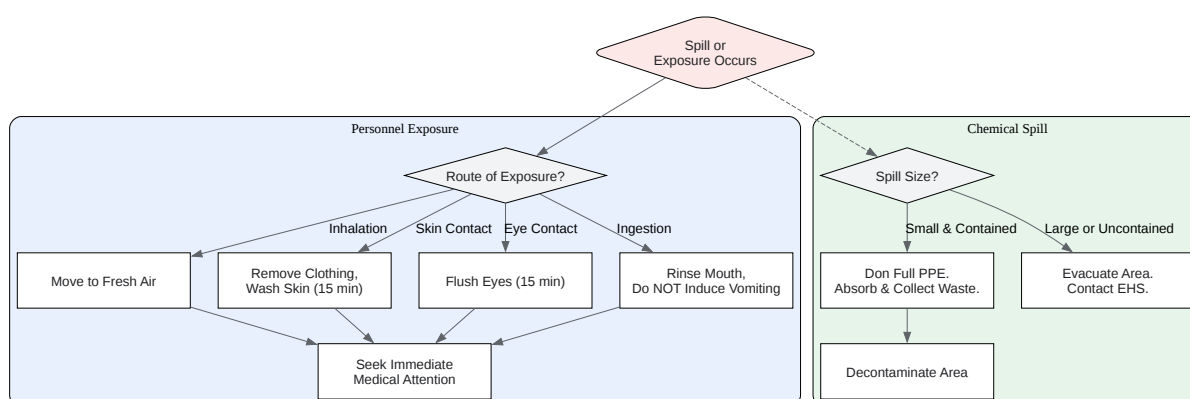 Spill or
Exposure Occurs
Personnel Exposure
Chemical Spill
Route of Exposure?
Spill Size?
Inhalation
Skin Contact
Eye Contact
Ingestion
Small & Contained
Large or Uncontained
Move to Fresh Air
Remove Clothing,
Wash Skin (15 min)
Flush Eyes (15 min)
Rinse Mouth,
Do NOT Induce Vomiting
Don Full PPE.
Absorb & Collect Waste.
Evacuate Area.
Contact EHS.
Seek Immediate
Medical Attention
Decontaminate Area